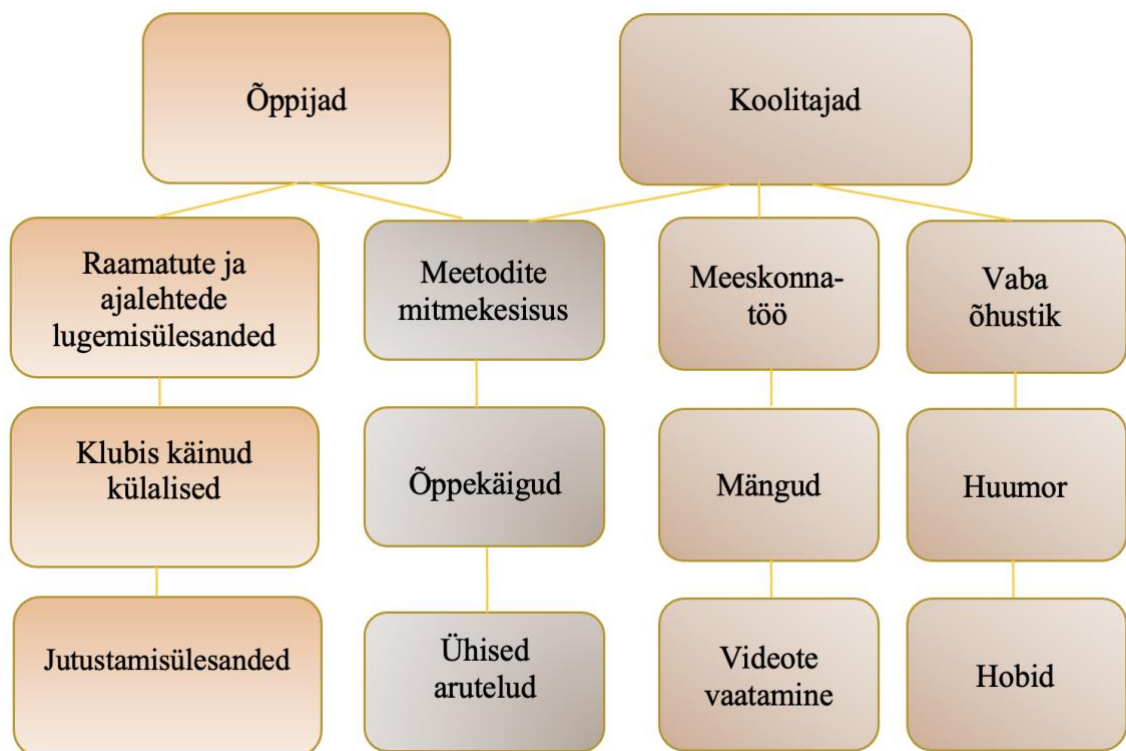 Õppijad
Koolitajad
Raamatute ja
ajalehtede
lugemisülesanded
Meetodite
mitmekesisus
Meeskonna-
töö
Vaba
õhustik
Klubis käinud
külalised
Õppekäigud
Mängud
Huumor
Jutustamisülesanded
Ühised
arutelud
Videote
vaatamine
Hobid